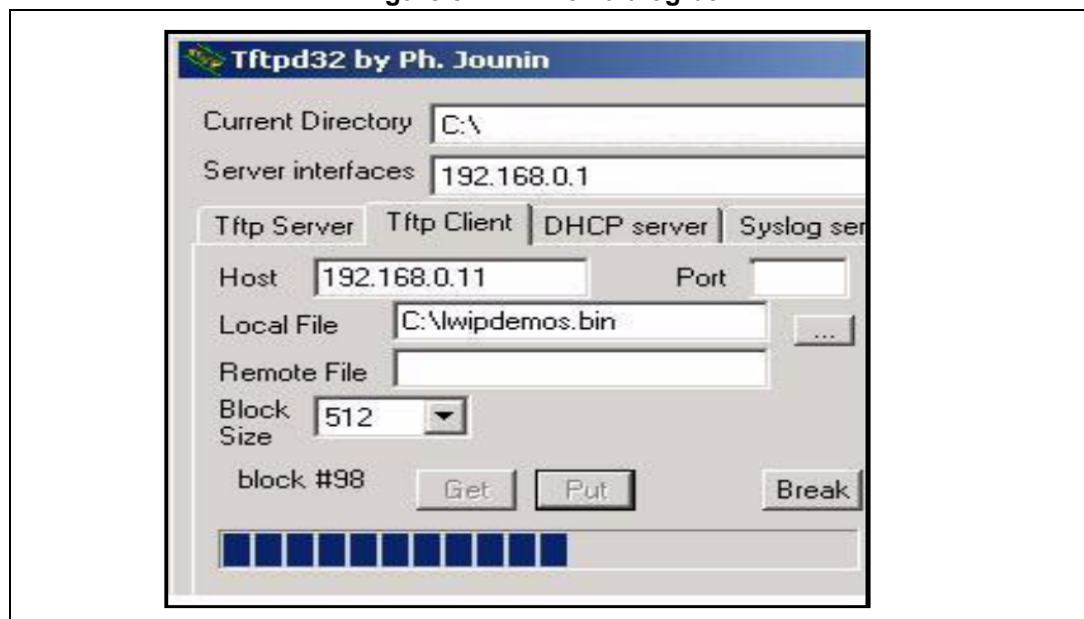 Tftpd32 by Ph. Jounin
Current Directory C:\
Server interfaces 192.168.0.1
Tftp Server Tftp Client DHCP server Syslog ser
Host 192.168.0.11 Port
Local File C:\lwipdemos.bin ...
Remote File
Block Size 512
block #98 Get Put Break